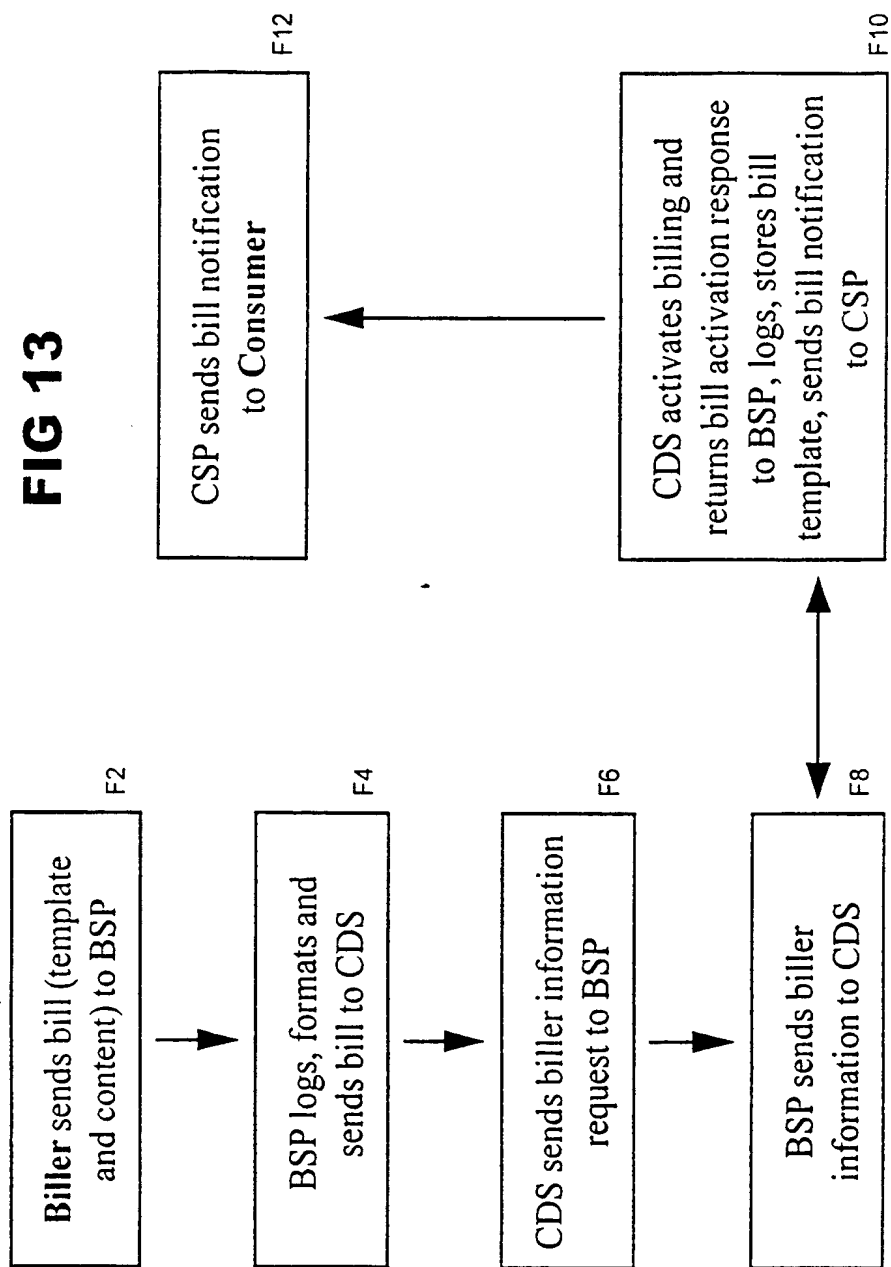 FIG 13
Biller sends bill (template
and content) to BSP
F2
BSP logs, formats and
sends bill to CDS
F4
CDS sends biller information
request to BSP
F6
BSP sends biller
information to CDS
F8
CDS activates billing and
returns bill activation response
to BSP, logs, stores bill
template, sends bill notification
to CSP
F10
CSP sends bill notification
to Consumer
F12